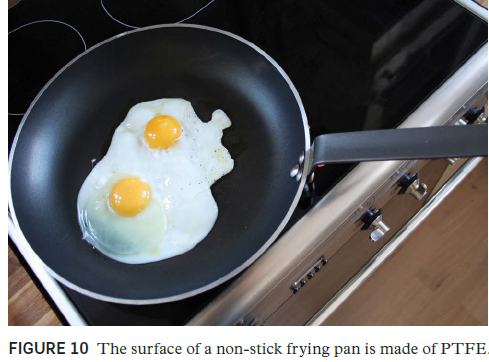 FIGURE 10 The surface of a non-stick frying pan is made of PTFE.